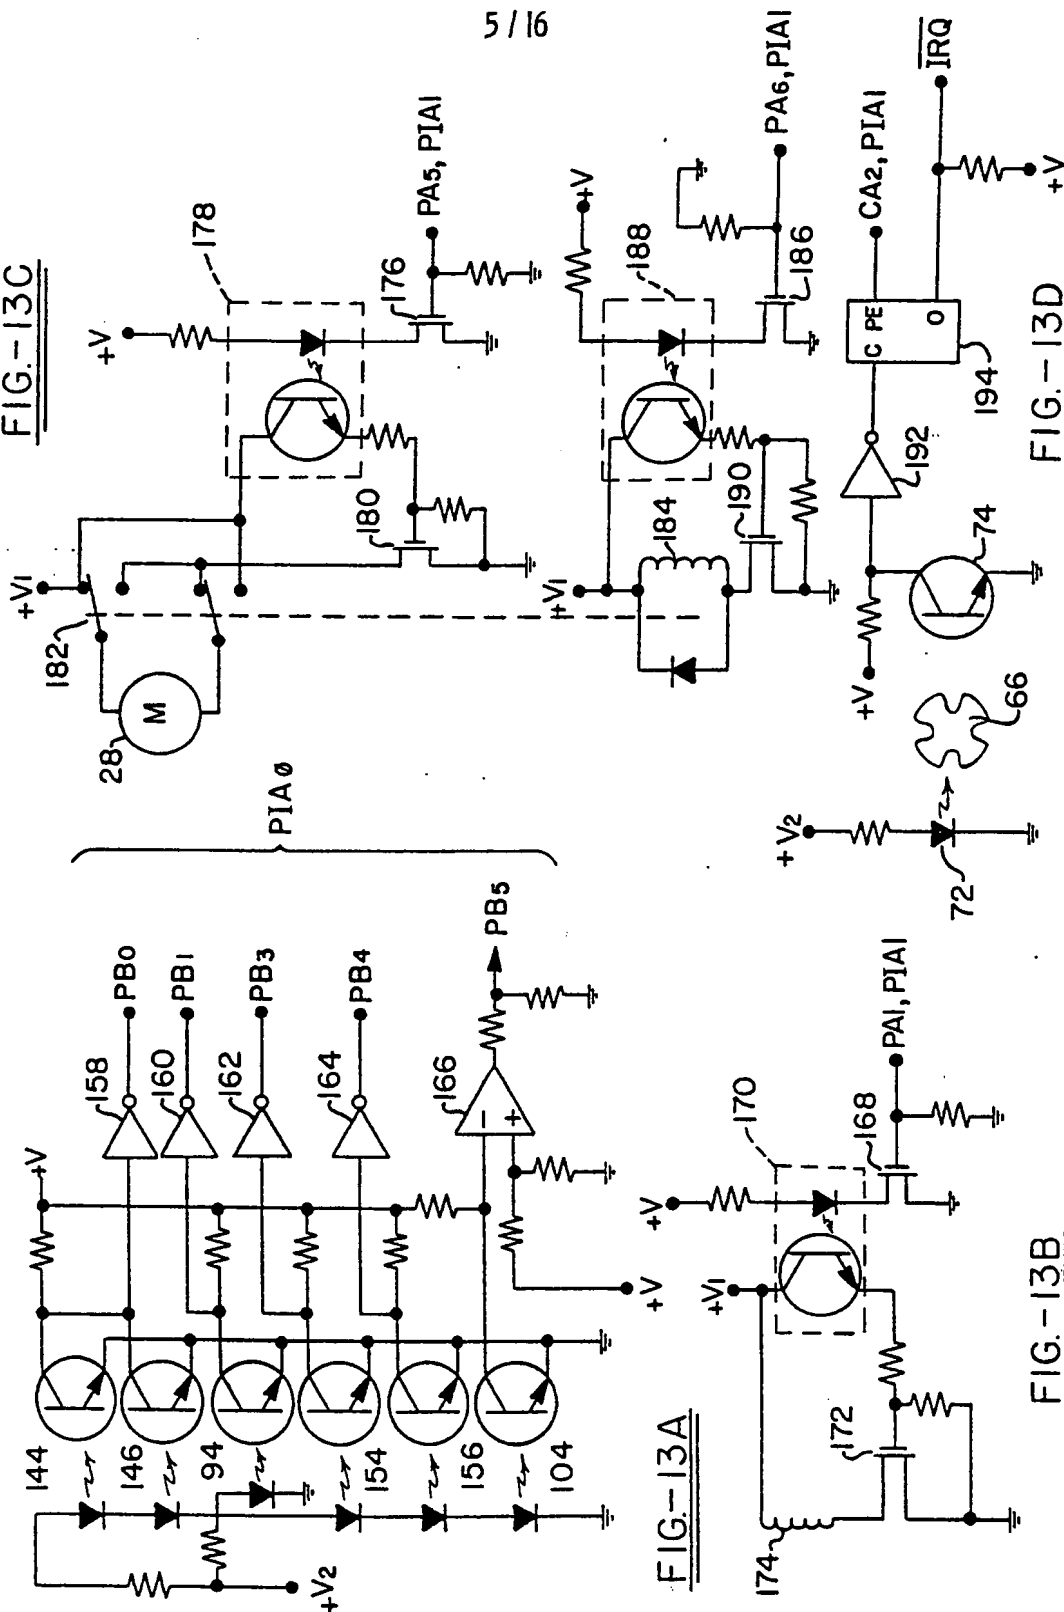 5/16
FIG.-13A
144
146
94
154
156
104
+V2
+V
158
160
162
164
166
PB0
PB1
PB3
PB4
PB5
PIAØ
-
+
+V
FIG.-13B
+V1
+V
170
168
172
174
PA1, PIA1
FIG.-13C
+V1
182
28
M
+V
178
176
180
PA5, PIA1
+V1
184
190
188
+V
186
PA6, PIA1
FIG.-13D
+V2
72
66
+V
74
192
C PE
O
194
CA2, PIA1
IRQ
+V